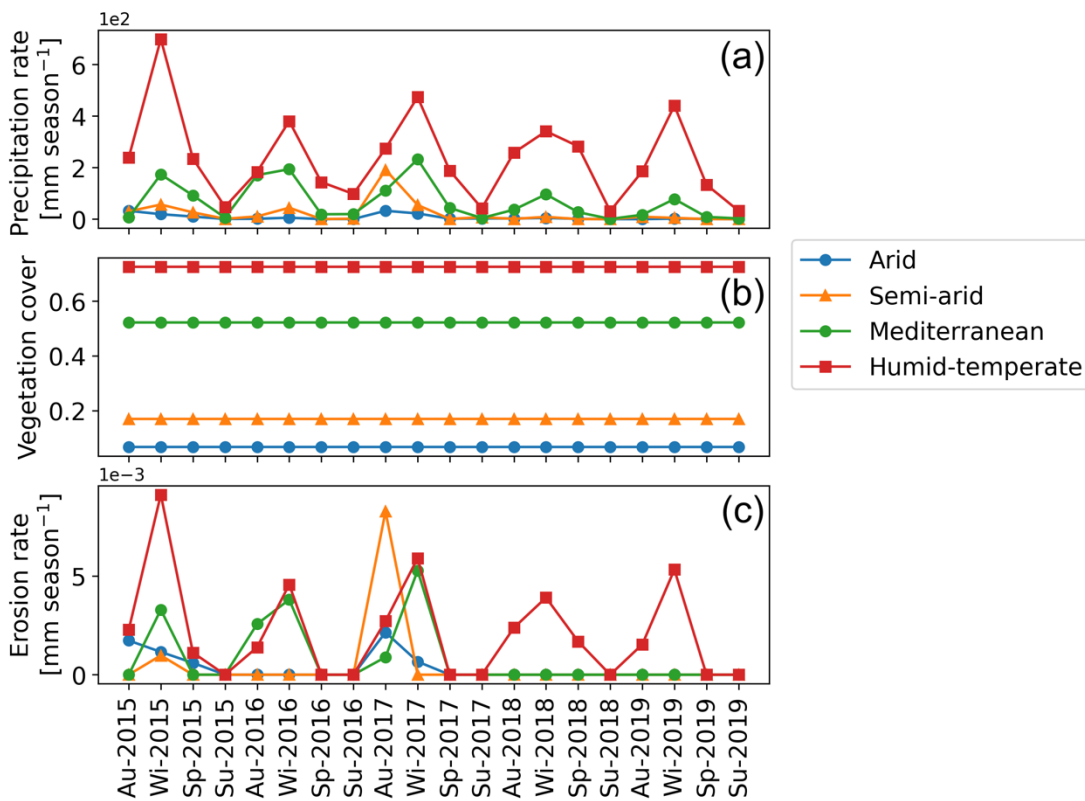 1e2
Precipitation rate
[mm season⁻¹]
6
4
2
0
(a)
Vegetation cover
0.6
0.4
0.2
(b)
Arid
Semi-arid
Mediterranean
Humid-temperate
1e−3
Erosion rate
[mm season⁻¹]
5
0
(c)
Au-2015
Wi-2015
Sp-2015
Su-2015
Au-2016
Wi-2016
Sp-2016
Su-2016
Au-2017
Wi-2017
Sp-2017
Su-2017
Au-2018
Wi-2018
Sp-2018
Su-2018
Au-2019
Wi-2019
Sp-2019
Su-2019